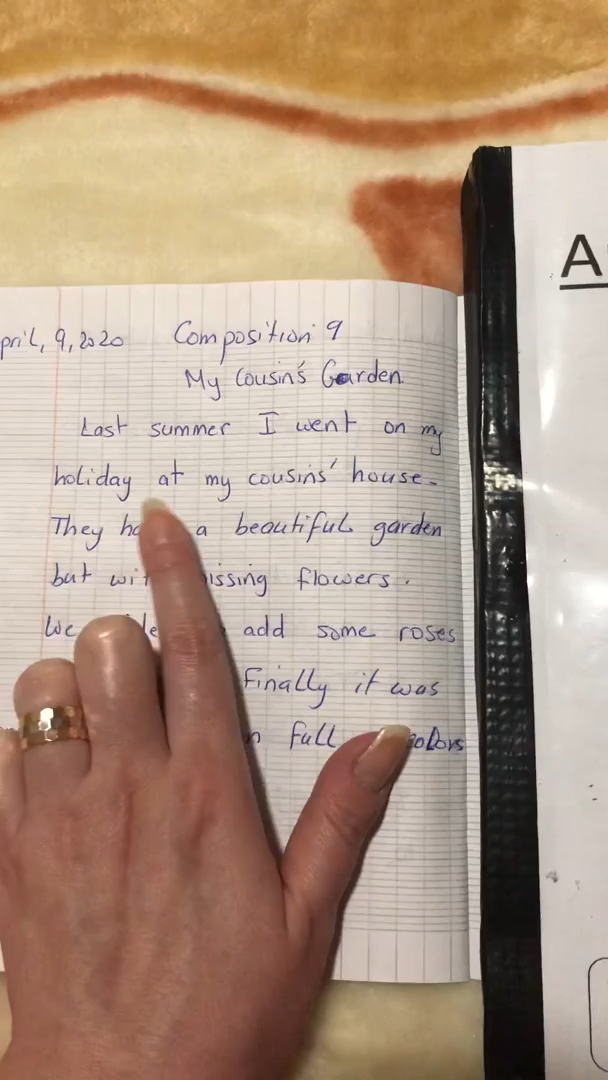 pril, 9, 2020 Composition 9
My Cousin's Garden.
Last summer I went on my
holiday at my cousins' house.
They a beautiful garden
but flowers.
We add some roses
Finally it was
full colors
A